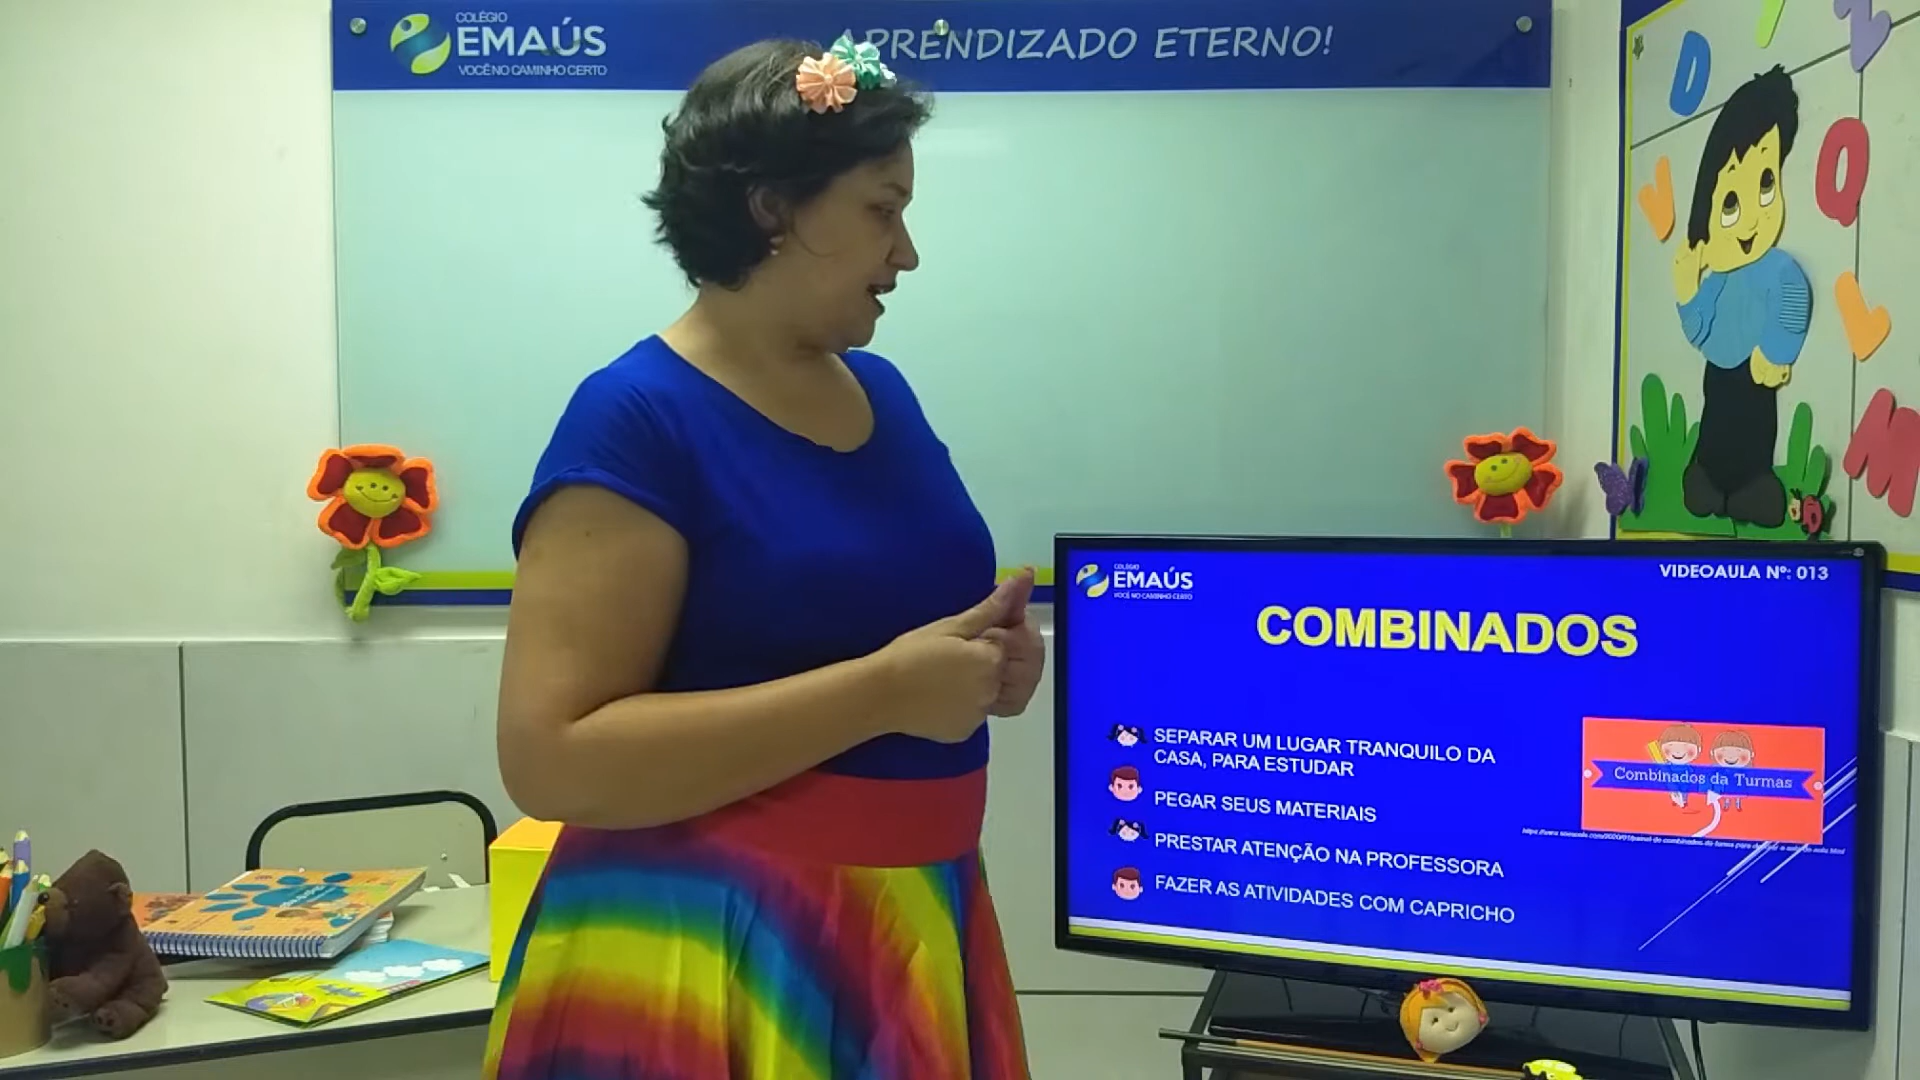 COLÉGIO
EMAÚS
VOCÊ NO CAMINHO CERTO
APRENDIZADO ETERNO!
D
V
Q
L
M
COLÉGIO
EMAÚS
VOCÊ NO CAMINHO CERTO
VIDEOAULA Nº: 013
COMBINADOS
SEPARAR UM LUGAR TRANQUILO DA
CASA, PARA ESTUDAR
PEGAR SEUS MATERIAIS
PRESTAR ATENÇÃO NA PROFESSORA
FAZER AS ATIVIDADES COM CAPRICHO
Combinados da Turmas